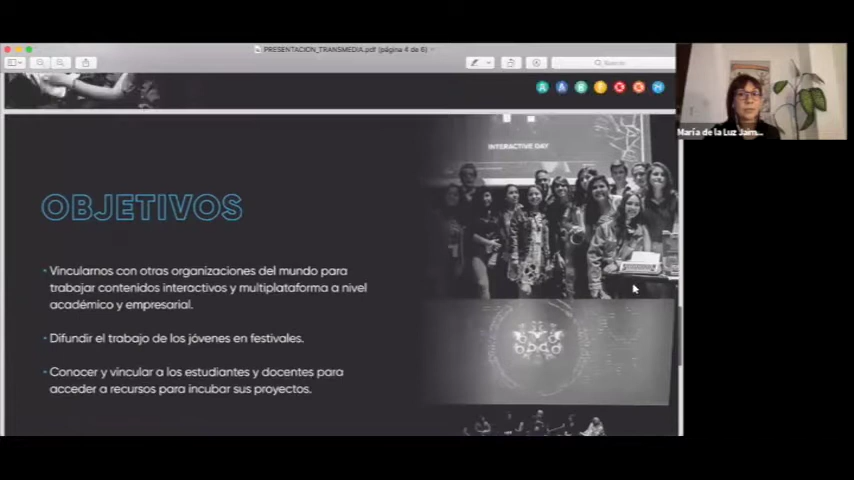 PRESENTACION_TRANSMEDIA.pdf (página 4 de 6)
Buscar
María de la Luz Jaim...
INTERACTIVE DAY
OBJETIVOS
• Vincularnos con otras organizaciones del mundo para
trabajar contenidos interactivos y multiplataforma a nivel
académico y empresarial.
• Difundir el trabajo de los jóvenes en festivales.
• Conocer y vincular a los estudiantes y docentes para
acceder a recursos para incubar sus proyectos.